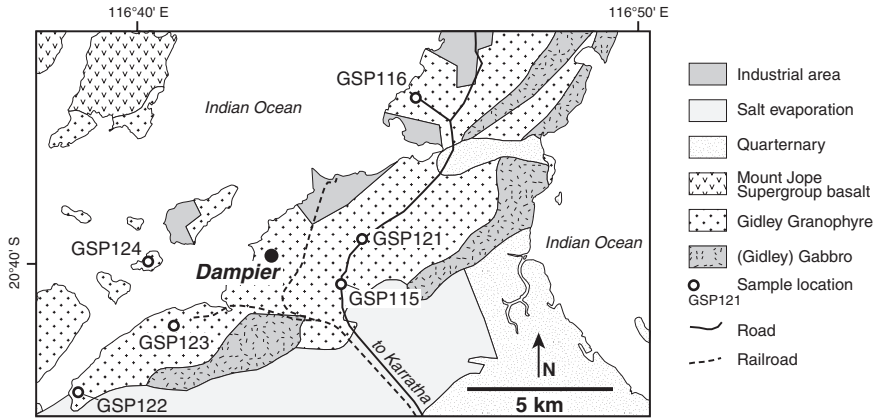 116°40' E
116°50' E
GSP116
Indian Ocean
GSP124
20°40' S
Dampier
GSP121
Indian Ocean
GSP115
GSP123
to Karratha
GSP122
N
5 km
Industrial area
Salt evaporation
Quarternary
Mount Jope
Supergroup basalt
Gidley Granophyre
(Gidley) Gabbro
Sample location
GSP121
Road
Railroad